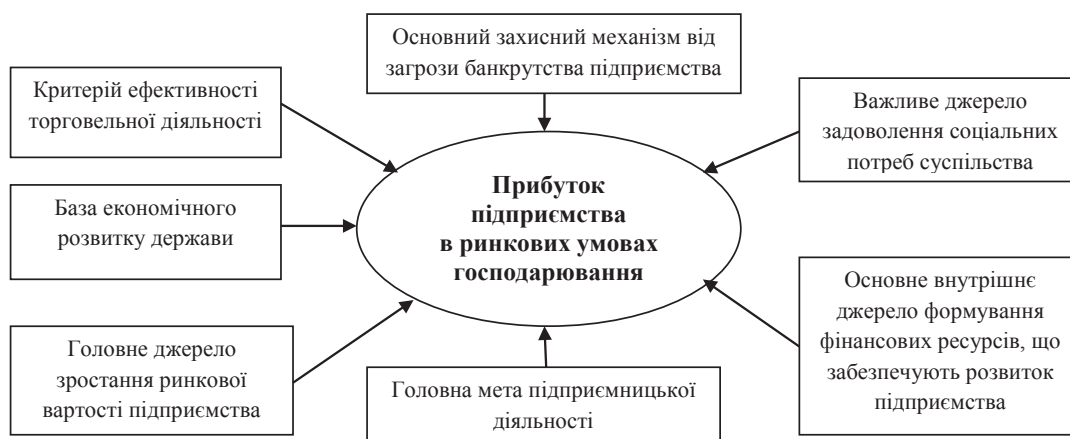 Основний захисний механізм від
загрози банкрутства підприємства
Критерій ефективності
торговельної діяльності
Важливе джерело
задоволення соціальних
потреб суспільства
База економічного
розвитку держави
Прибуток
підприємства
в ринкових умовах
господарювання
Основне внутрішнє
джерело формування
фінансових ресурсів, що
забезпечують розвиток
підприємства
Головне джерело
зростання ринкової
вартості підприємства
Головна мета підприємницької
діяльності